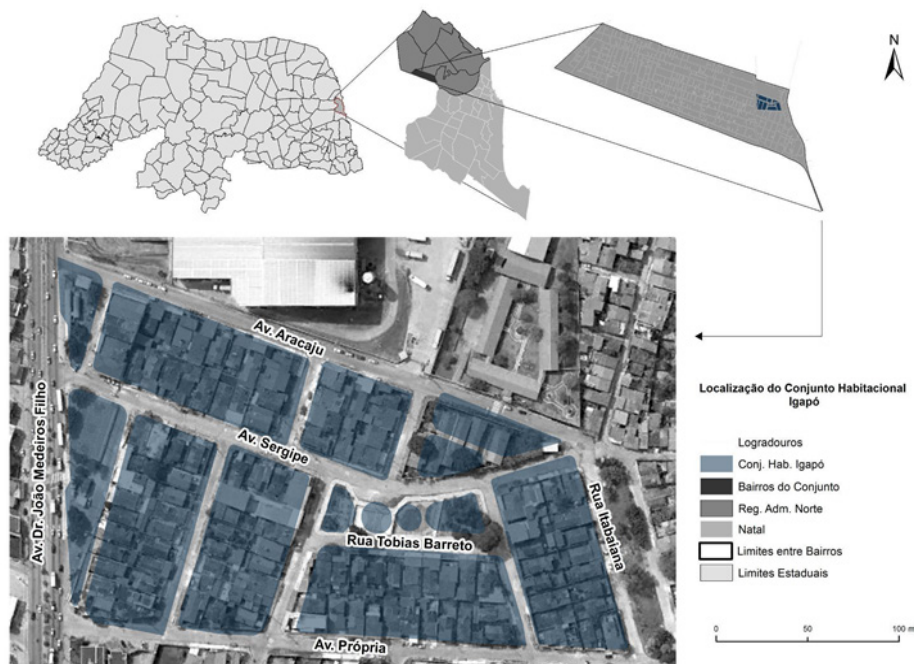 N
Av. Aracaju
Av. Dr. João Medeiros Filho
Av. Sergipe
Rua Itabaiana
Rua Tobias Barreto
Av. Própria
Localização do Conjunto Habitacional
Igapó
Logradouros
Conj. Hab. Igapó
Bairros do Conjunto
Reg. Adm. Norte
Natal
Limites entre Bairros
Limites Estaduais
0 50 100 m